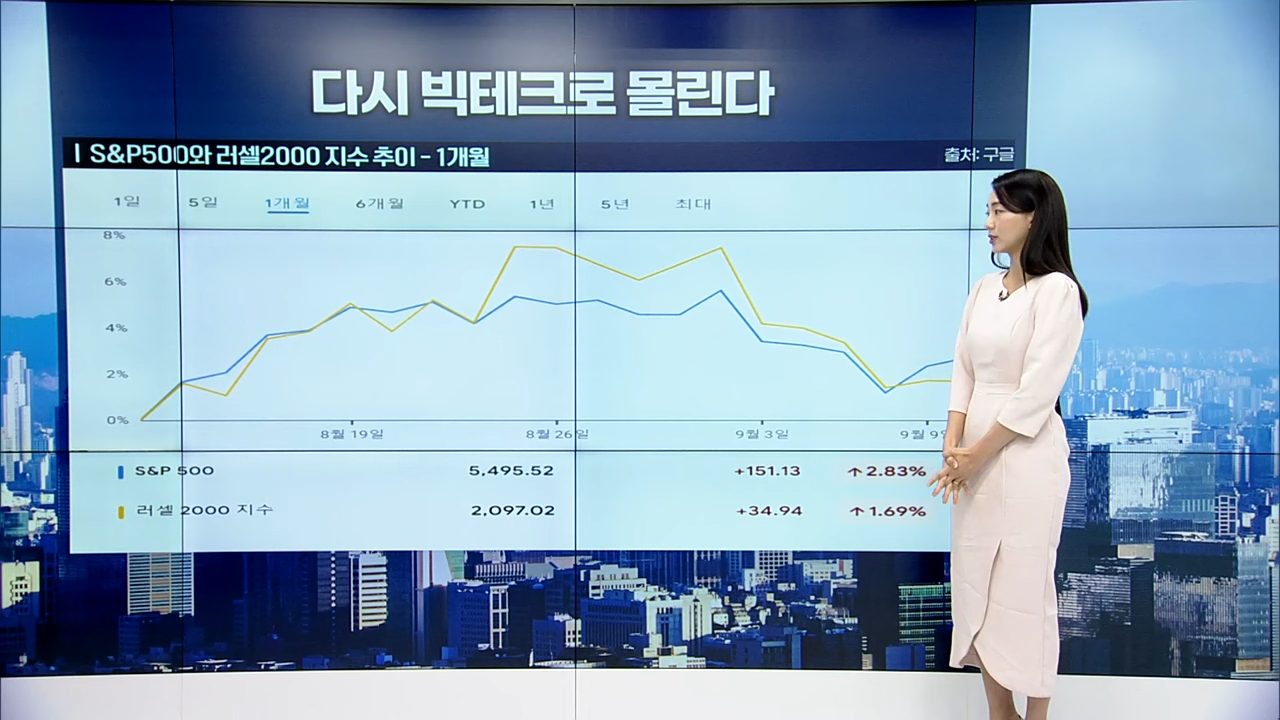 다시 빅테크로 몰린다
S&P500와 러셀2000 지수 추이 - 1개월
출처: 구글
1일 5일 1개월 6개월 YTD 1년 5년 최대
8%
6%
4%
2%
0%
8월 19일 8월 26일 9월 3일 9월 9일
S&P 500 5,495.52 +151.13 ↑2.83%
러셀 2000 지수 2,097.02 +34.94 ↑1.69%